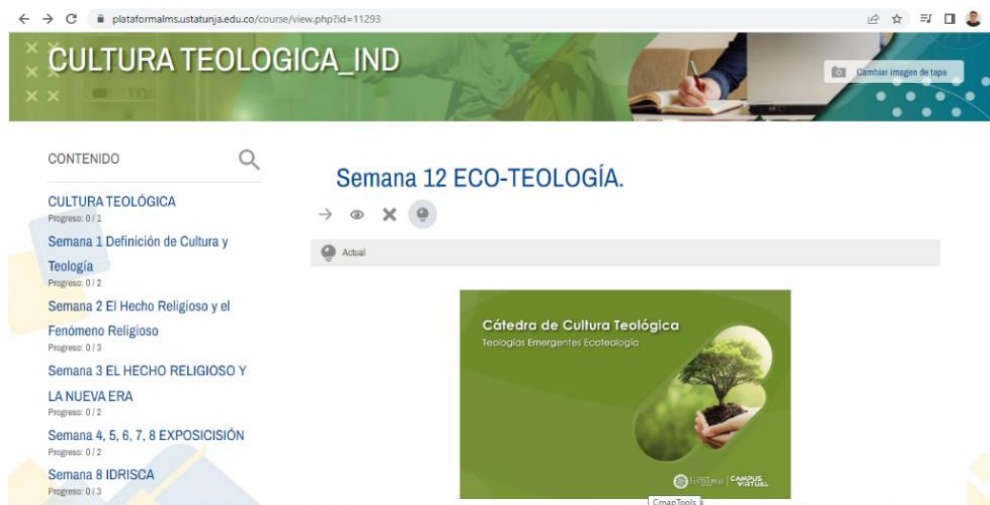 plataformalms.ustatunja.edu.co/course/view.php?id=11293
CULTURA TEOLOGICA_IND
Cambiar imagen de tapa
CONTENIDO
CULTURA TEOLÓGICA
Progreso: 0 / 1
Semana 1 Definición de Cultura y
Teología
Progreso: 0 / 2
Semana 2 El Hecho Religioso y el
Fenómeno Religioso
Progreso: 0 / 3
Semana 3 EL HECHO RELIGIOSO Y
LA NUEVA ERA
Progreso: 0 / 2
Semana 4, 5, 6, 7, 8 EXPOSICISIÓN
Progreso: 0 / 2
Semana 8 IDRISCA
Progreso: 0 / 3
Semana 12 ECO-TEOLOGÍA.
Actual
Cátedra de Cultura Teológica
Teologías Emergentes Ecoteología
CAMPUS
VIRTUAL
CmapTools